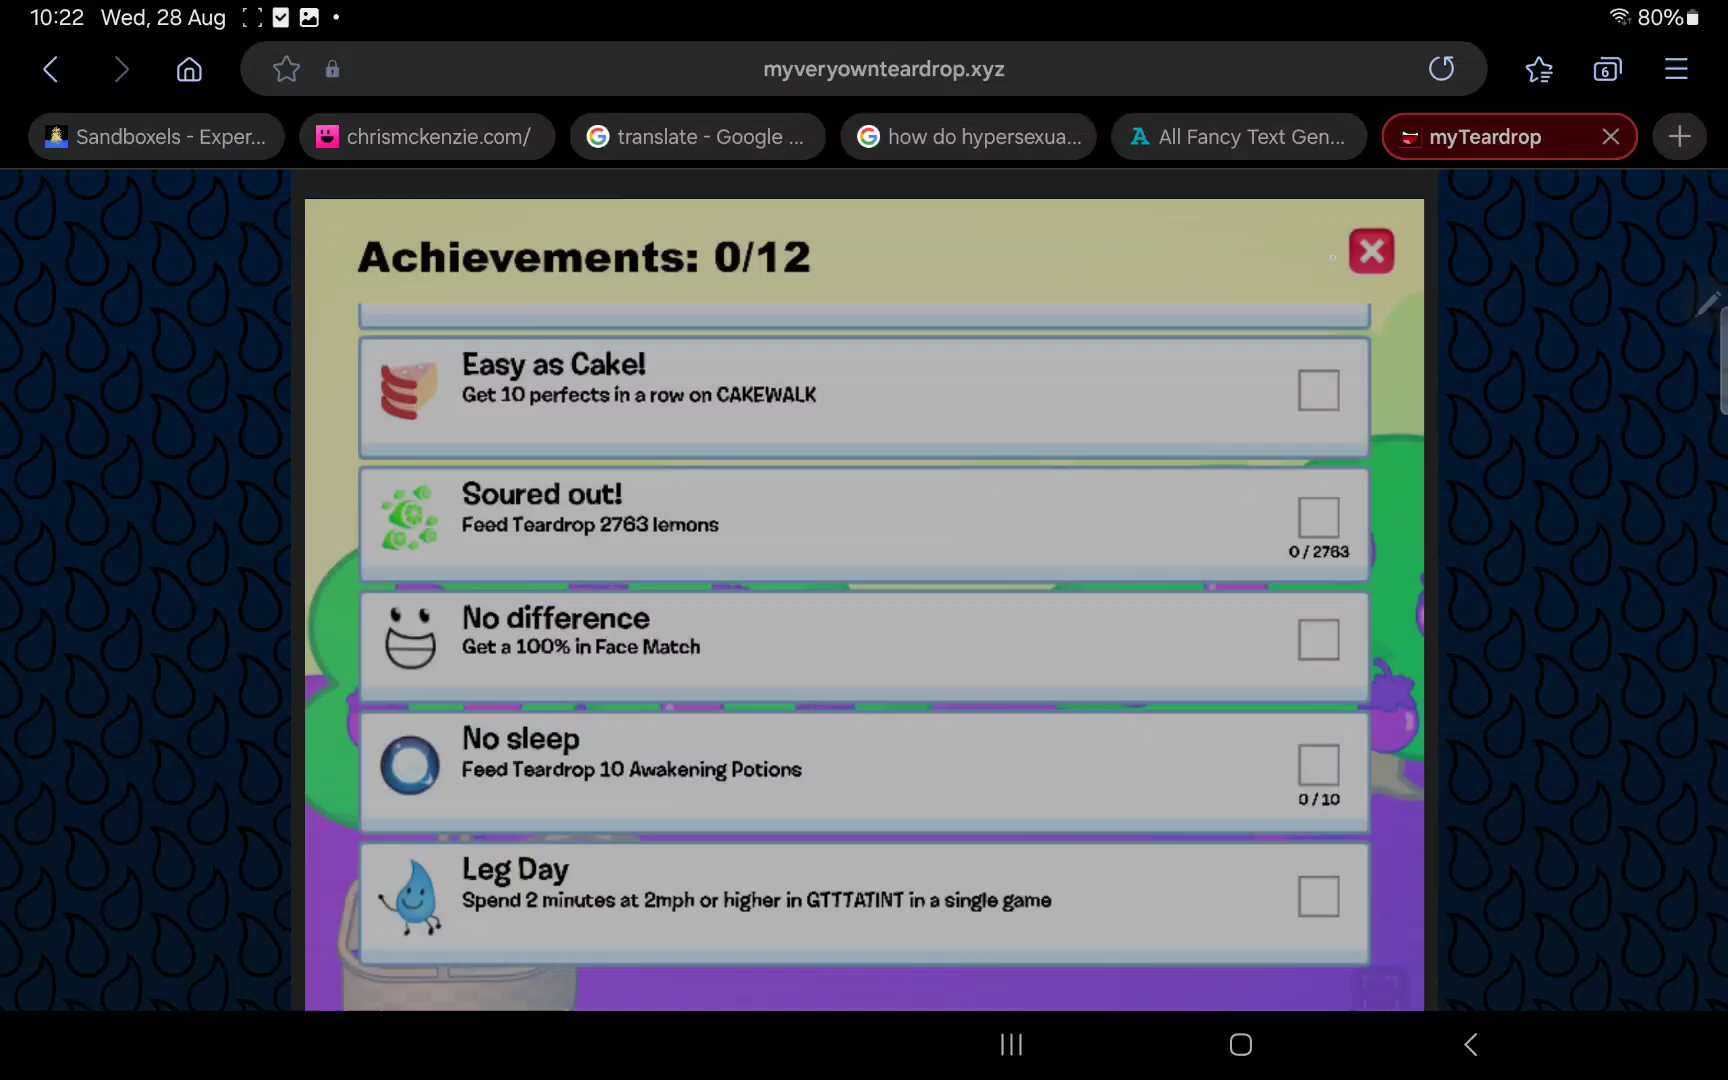 10:22 Wed, 28 Aug
80%
myveryownteardrop.xyz
6
Sandboxels - Exper...
chrismckenzie.com/
translate - Google ...
how do hypersexua...
All Fancy Text Gen...
myTeardrop
Achievements: 0/12
Easy as Cake!
Get 10 perfects in a row on CAKEWALK
Soured out!
Feed Teardrop 2763 lemons
0 / 2763
No difference
Get a 100% in Face Match
No sleep
Feed Teardrop 10 Awakening Potions
0 / 10
Leg Day
Spend 2 minutes at 2mph or higher in GTTTATINT in a single game